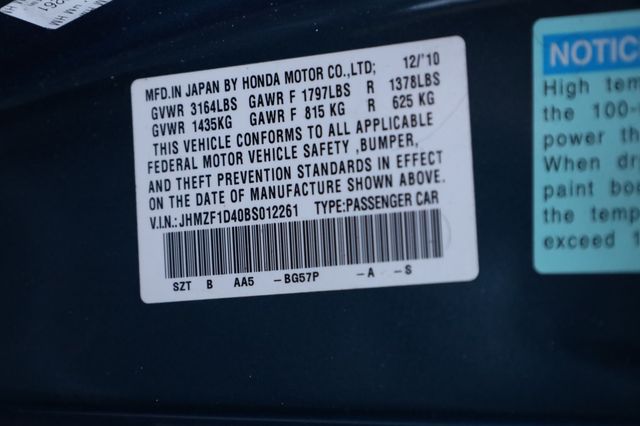 2261
MFD.IN JAPAN BY HONDA MOTOR CO.,LTD; 12/'10
GVWR 3164LBS GAWR F 1797LBS R 1378LBS
GVWR 1435KG GAWR F 815 KG R 625 KG
THIS VEHICLE CONFORMS TO ALL APPLICABLE
FEDERAL MOTOR VEHICLE SAFETY ,BUMPER,
AND THEFT PREVENTION STANDARDS IN EFFECT
ON THE DATE OF MANUFACTURE SHOWN ABOVE.
V.I.N.:JHMZF1D40BS012261 TYPE:PASSENGER CAR
SZT B AA5 -BG57P -A -S
NOTIC
High tem
the 100-
power th
When dr
paint bo
the temp
exceed 1